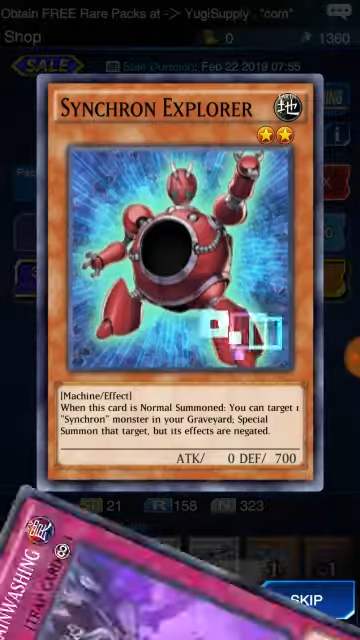 Obtain FREE Rare Packs at -> YugiSupply , "com"
Shop
0
1360
SALE
Sale Duration: Feb 22 2019 07:55
SYNCHRON EXPLORER
EARTH
地
[Machine/Effect]
When this card is Normal Summoned: You can target 1
"Synchron" monster in your Graveyard; Special
Summon that target, but its effects are negated.
ATK/ 0 DEF/ 700
SR 21
R 158
N 323
SKIP